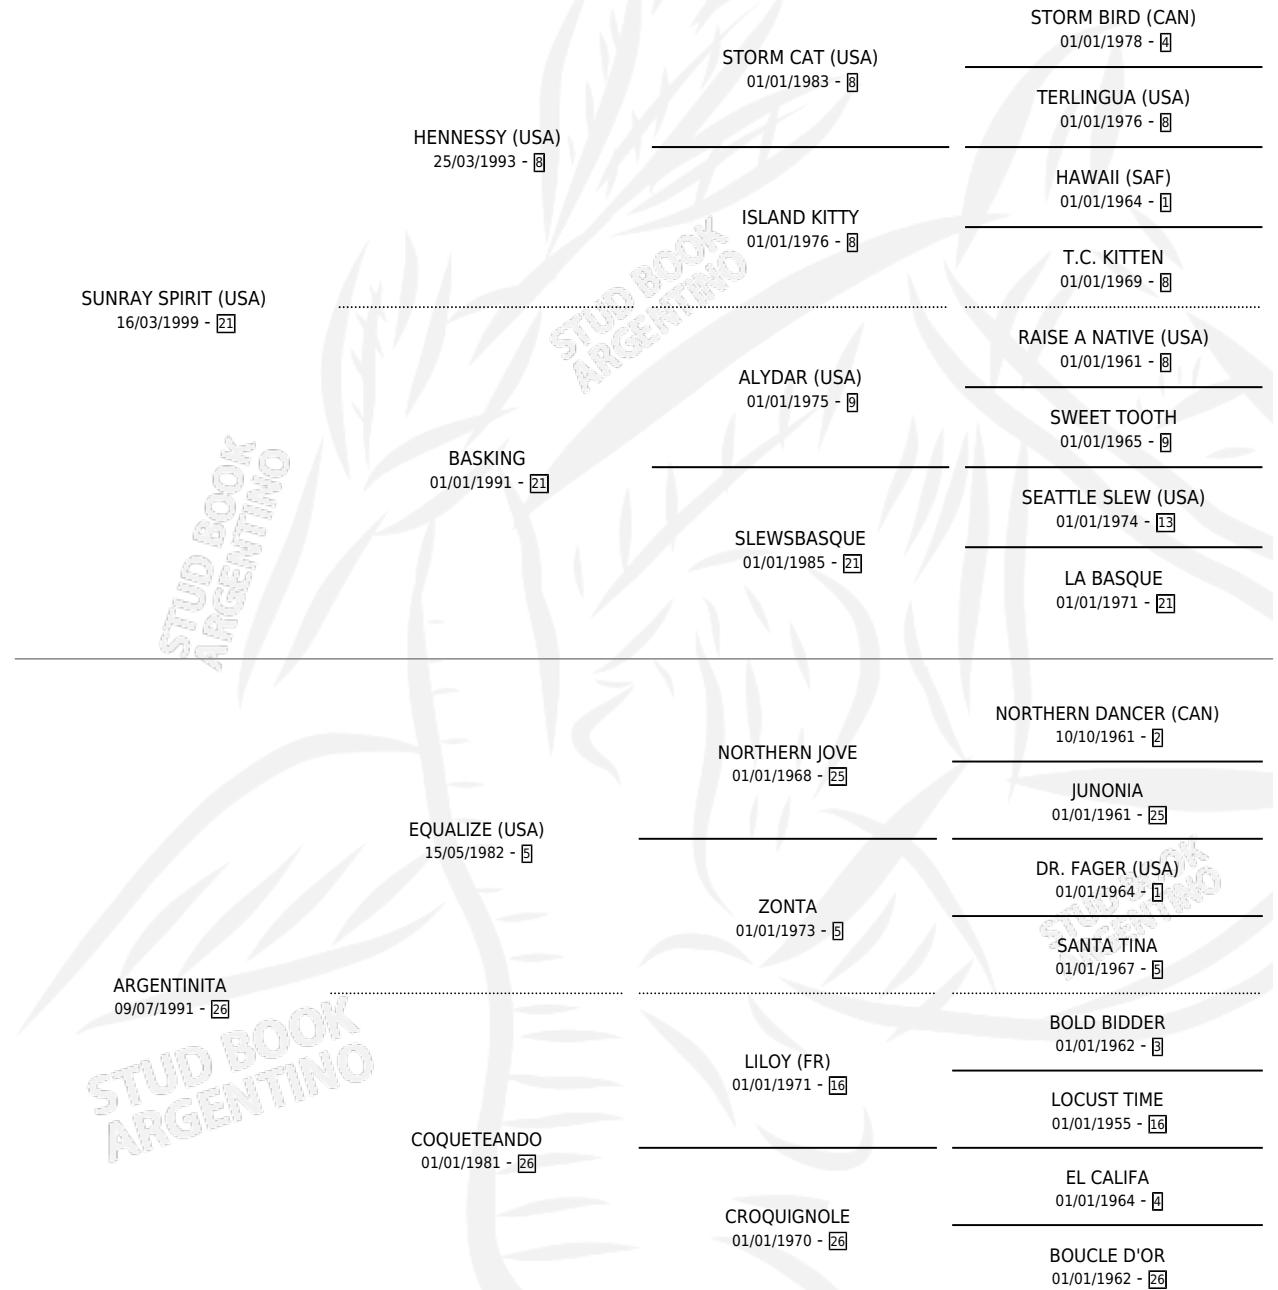 STORM BIRD (CAN)
01/01/1978 - 4
STORM CAT (USA)
01/01/1983 - 8
TERLINGUA (USA)
01/01/1976 - 8
HENNESSY (USA)
25/03/1993 - 8
HAWAII (SAF)
01/01/1964 - 1
ISLAND KITTY
01/01/1976 - 8
T.C. KITTEN
01/01/1969 - 8
SUNRAY SPIRIT (USA)
16/03/1999 - 21
RAISE A NATIVE (USA)
01/01/1961 - 8
ALYDAR (USA)
01/01/1975 - 9
SWEET TOOTH
01/01/1965 - 9
BASKING
01/01/1991 - 21
SEATTLE SLEW (USA)
01/01/1974 - 13
SLEWSBASQUE
01/01/1985 - 21
LA BASQUE
01/01/1971 - 21
NORTHERN DANCER (CAN)
10/10/1961 - 2
NORTHERN JOVE
01/01/1968 - 25
JUNONIA
01/01/1961 - 25
EQUALIZE (USA)
15/05/1982 - 5
DR. FAGER (USA)
01/01/1964 - 1
ZONTA
01/01/1973 - 5
SANTA TINA
01/01/1967 - 5
ARGENTINITA
09/07/1991 - 26
BOLD BIDDER
01/01/1962 - 3
LILOY (FR)
01/01/1971 - 16
LOCUST TIME
01/01/1955 - 16
COQUETEANDO
01/01/1981 - 26
EL CALIFA
01/01/1964 - 4
CROQUIGNOLE
01/01/1970 - 26
BOUCLE D'OR
01/01/1962 - 26
STUD BOOK
ARGENTINO
STUD BOOK
ARGENTINO
STUD BOOK
ARGENTINO
STUD BOOK
ARGENTINO